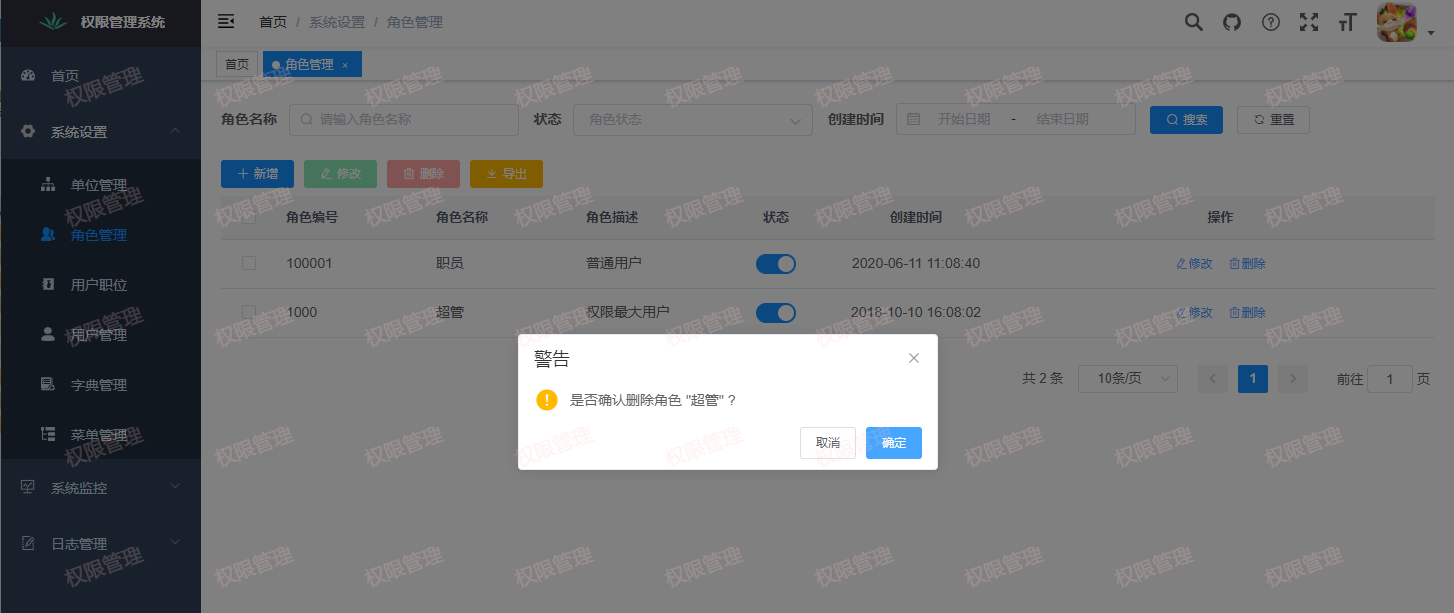 权限管理系统
首页 / 系统设置 / 角色管理
首页
系统设置
单位管理
角色管理
用户职位
用户管理
字典管理
菜单管理
系统监控
日志管理
首页 角色管理 ×
角色名称 请输入角色名称 状态 角色状态 创建时间 开始日期 - 结束日期 搜索 重置
新增 修改 删除 导出
角色编号 角色名称 角色描述 状态 创建时间 操作
100001 职员 普通用户 2020-06-11 11:08:40 修改 删除
1000 超管 权限最大用户 2018-10-10 16:08:02 修改 删除
共 2 条 10条/页 1 前往 1 页
警告
是否确认删除角色 "超管" ?
取消 确定
权限管理